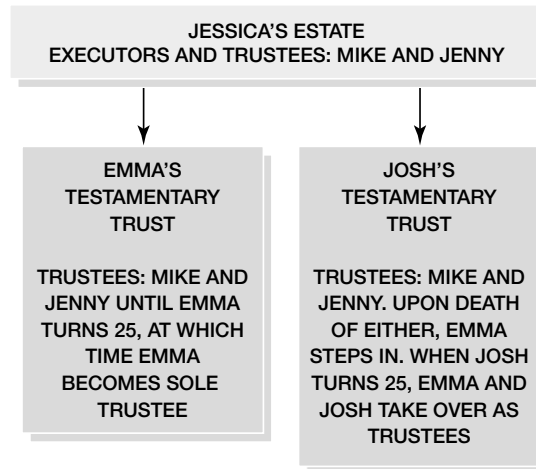 JESSICA'S ESTATE
EXECUTORS AND TRUSTEES: MIKE AND JENNY
EMMA'S
TESTAMENTARY
TRUST
TRUSTEES: MIKE AND
JENNY UNTIL EMMA
TURNS 25, AT WHICH
TIME EMMA
BECOMES SOLE
TRUSTEE
JOSH'S
TESTAMENTARY
TRUST
TRUSTEES: MIKE AND
JENNY. UPON DEATH
OF EITHER, EMMA
STEPS IN. WHEN JOSH
TURNS 25, EMMA AND
JOSH TAKE OVER AS
TRUSTEES